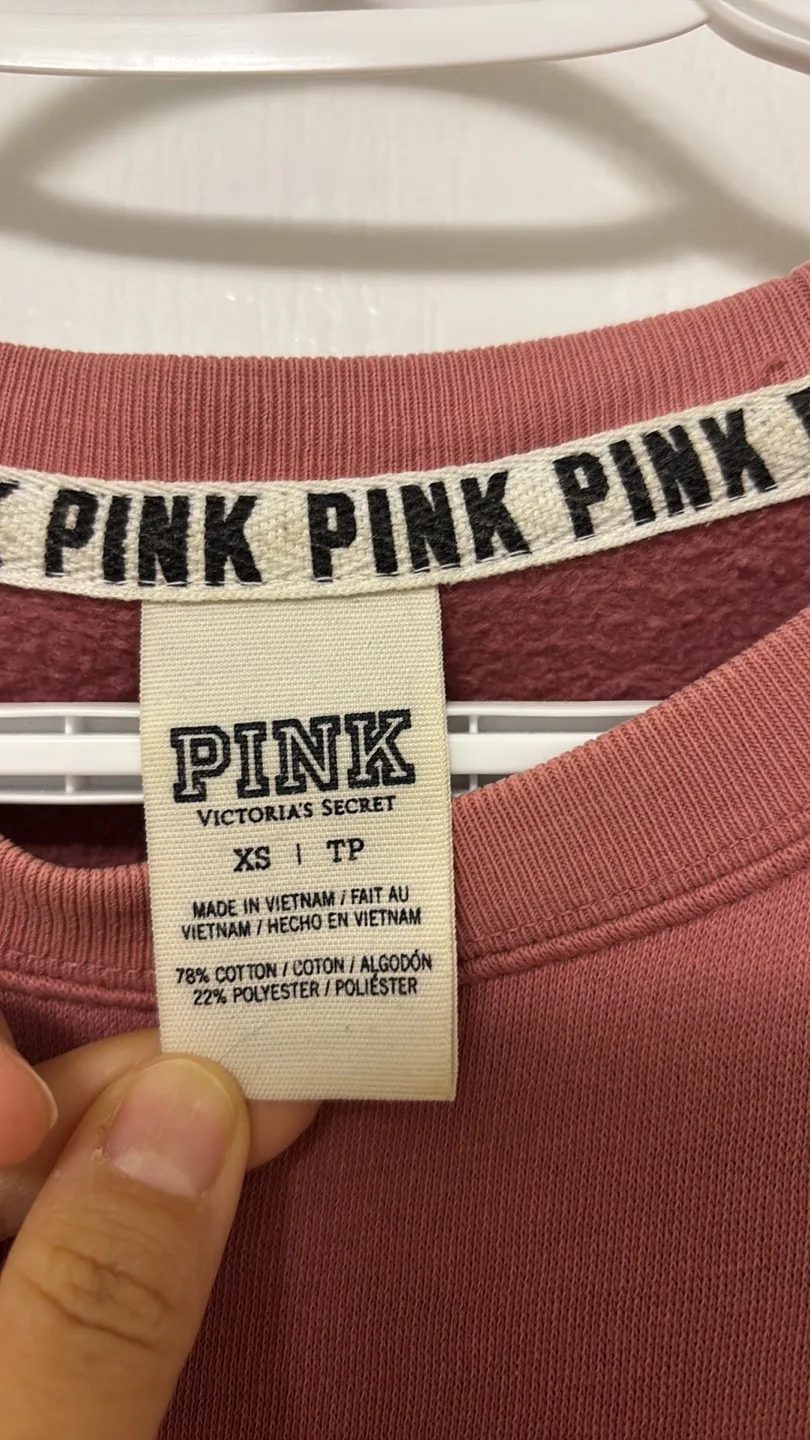 PINK PINK PINK
PINK
VICTORIA'S SECRET
XS | TP
MADE IN VIETNAM / FAIT AU
VIETNAM / HECHO EN VIETNAM
78% COTTON / COTON / ALGODÓN
22% POLYESTER / POLIÉSTER